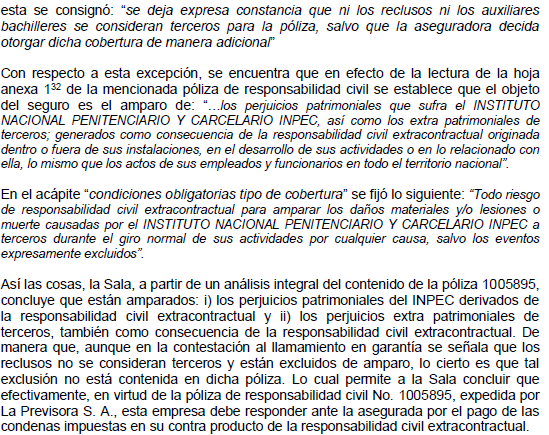 esta se consignó: “se deja expresa constancia que ni los reclusos ni los auxiliares
bachilleres se consideran terceros para la póliza, salvo que la aseguradora decida
otorgar dicha cobertura de manera adicional”
Con respecto a esta excepción, se encuentra que en efecto de la lectura de la hoja
anexa 1³² de la mencionada póliza de responsabilidad civil se establece que el objeto
del seguro es el amparo de: “…los perjuicios patrimoniales que sufra el INSTITUTO
NACIONAL PENITENCIARIO Y CARCELARIO INPEC, así como los extra patrimoniales de
terceros; generados como consecuencia de la responsabilidad civil extracontractual originada
dentro o fuera de sus instalaciones, en el desarrollo de sus actividades o en lo relacionado con
ella, lo mismo que los actos de sus empleados y funcionarios en todo el territorio nacional”.
En el acápite “condiciones obligatorias tipo de cobertura” se fijó lo siguiente: “Todo riesgo
de responsabilidad civil extracontractual para amparar los daños materiales y/o lesiones o
muerte causadas por el INSTITUTO NACIONAL PENITENCIARIO Y CARCELARIO INPEC a
terceros durante el giro normal de sus actividades por cualquier causa, salvo los eventos
expresamente excluidos”.
Así las cosas, la Sala, a partir de un análisis integral del contenido de la póliza 1005895,
concluye que están amparados: i) los perjuicios patrimoniales del INPEC derivados de
la responsabilidad civil extracontractual y ii) los perjuicios extra patrimoniales de
terceros, también como consecuencia de la responsabilidad civil extracontractual. De
manera que, aunque en la contestación al llamamiento en garantía se señala que los
reclusos no se consideran terceros y están excluidos de amparo, lo cierto es que tal
exclusión no está contenida en dicha póliza. Lo cual permite a la Sala concluir que
efectivamente, en virtud de la póliza de responsabilidad civil No. 1005895, expedida por
La Previsora S. A., esta empresa debe responder ante la asegurada por el pago de las
condenas impuestas en su contra producto de la responsabilidad civil extracontractual.